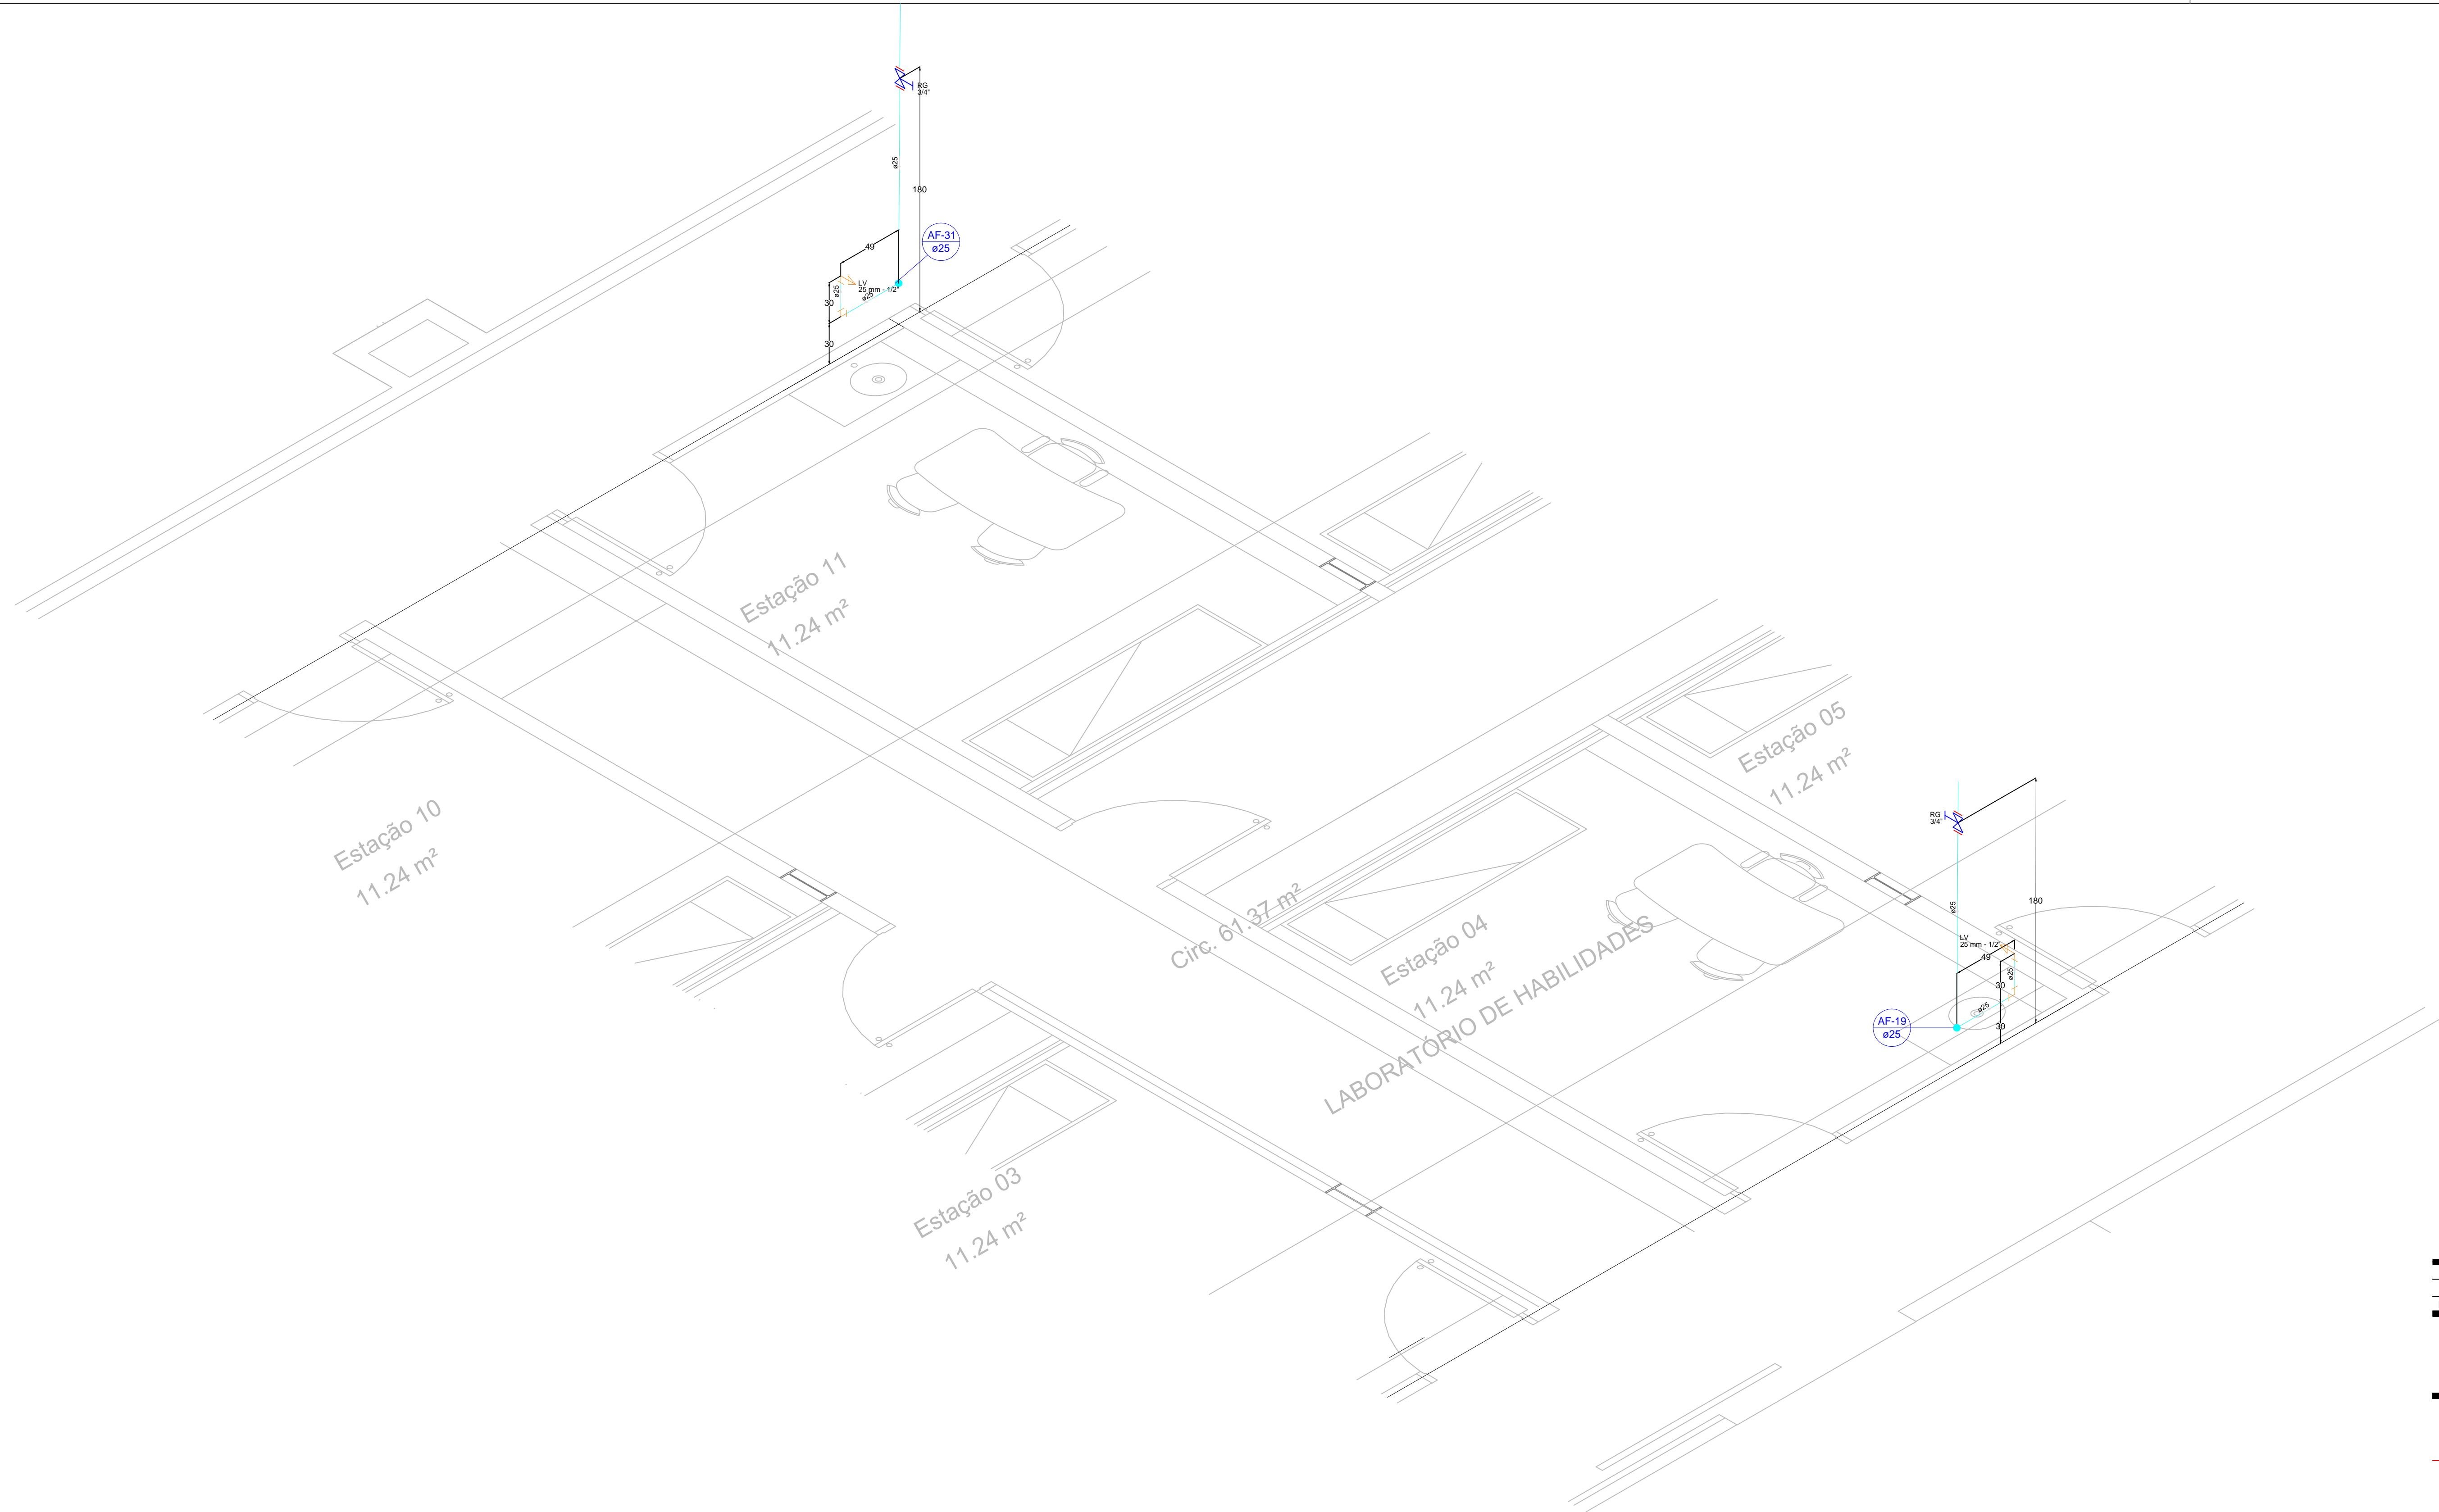 RG
3/4"
ø25
180
AF-31
ø25
49
LV
25 mm - 1/2"
ø25
ø25
30
30
Estação 11
11.24 m²
Estação 05
11.24 m²
Estação 10
11.24 m²
RG
3/4"
ø25
180
Circ. 61.37 m²
Estação 04
11.24 m²
LABORATÓRIO DE HABILIDADES
LV
25 mm - 1/2"
49
ø25
30
ø25
30
AF-19
ø25
Estação 03
11.24 m²